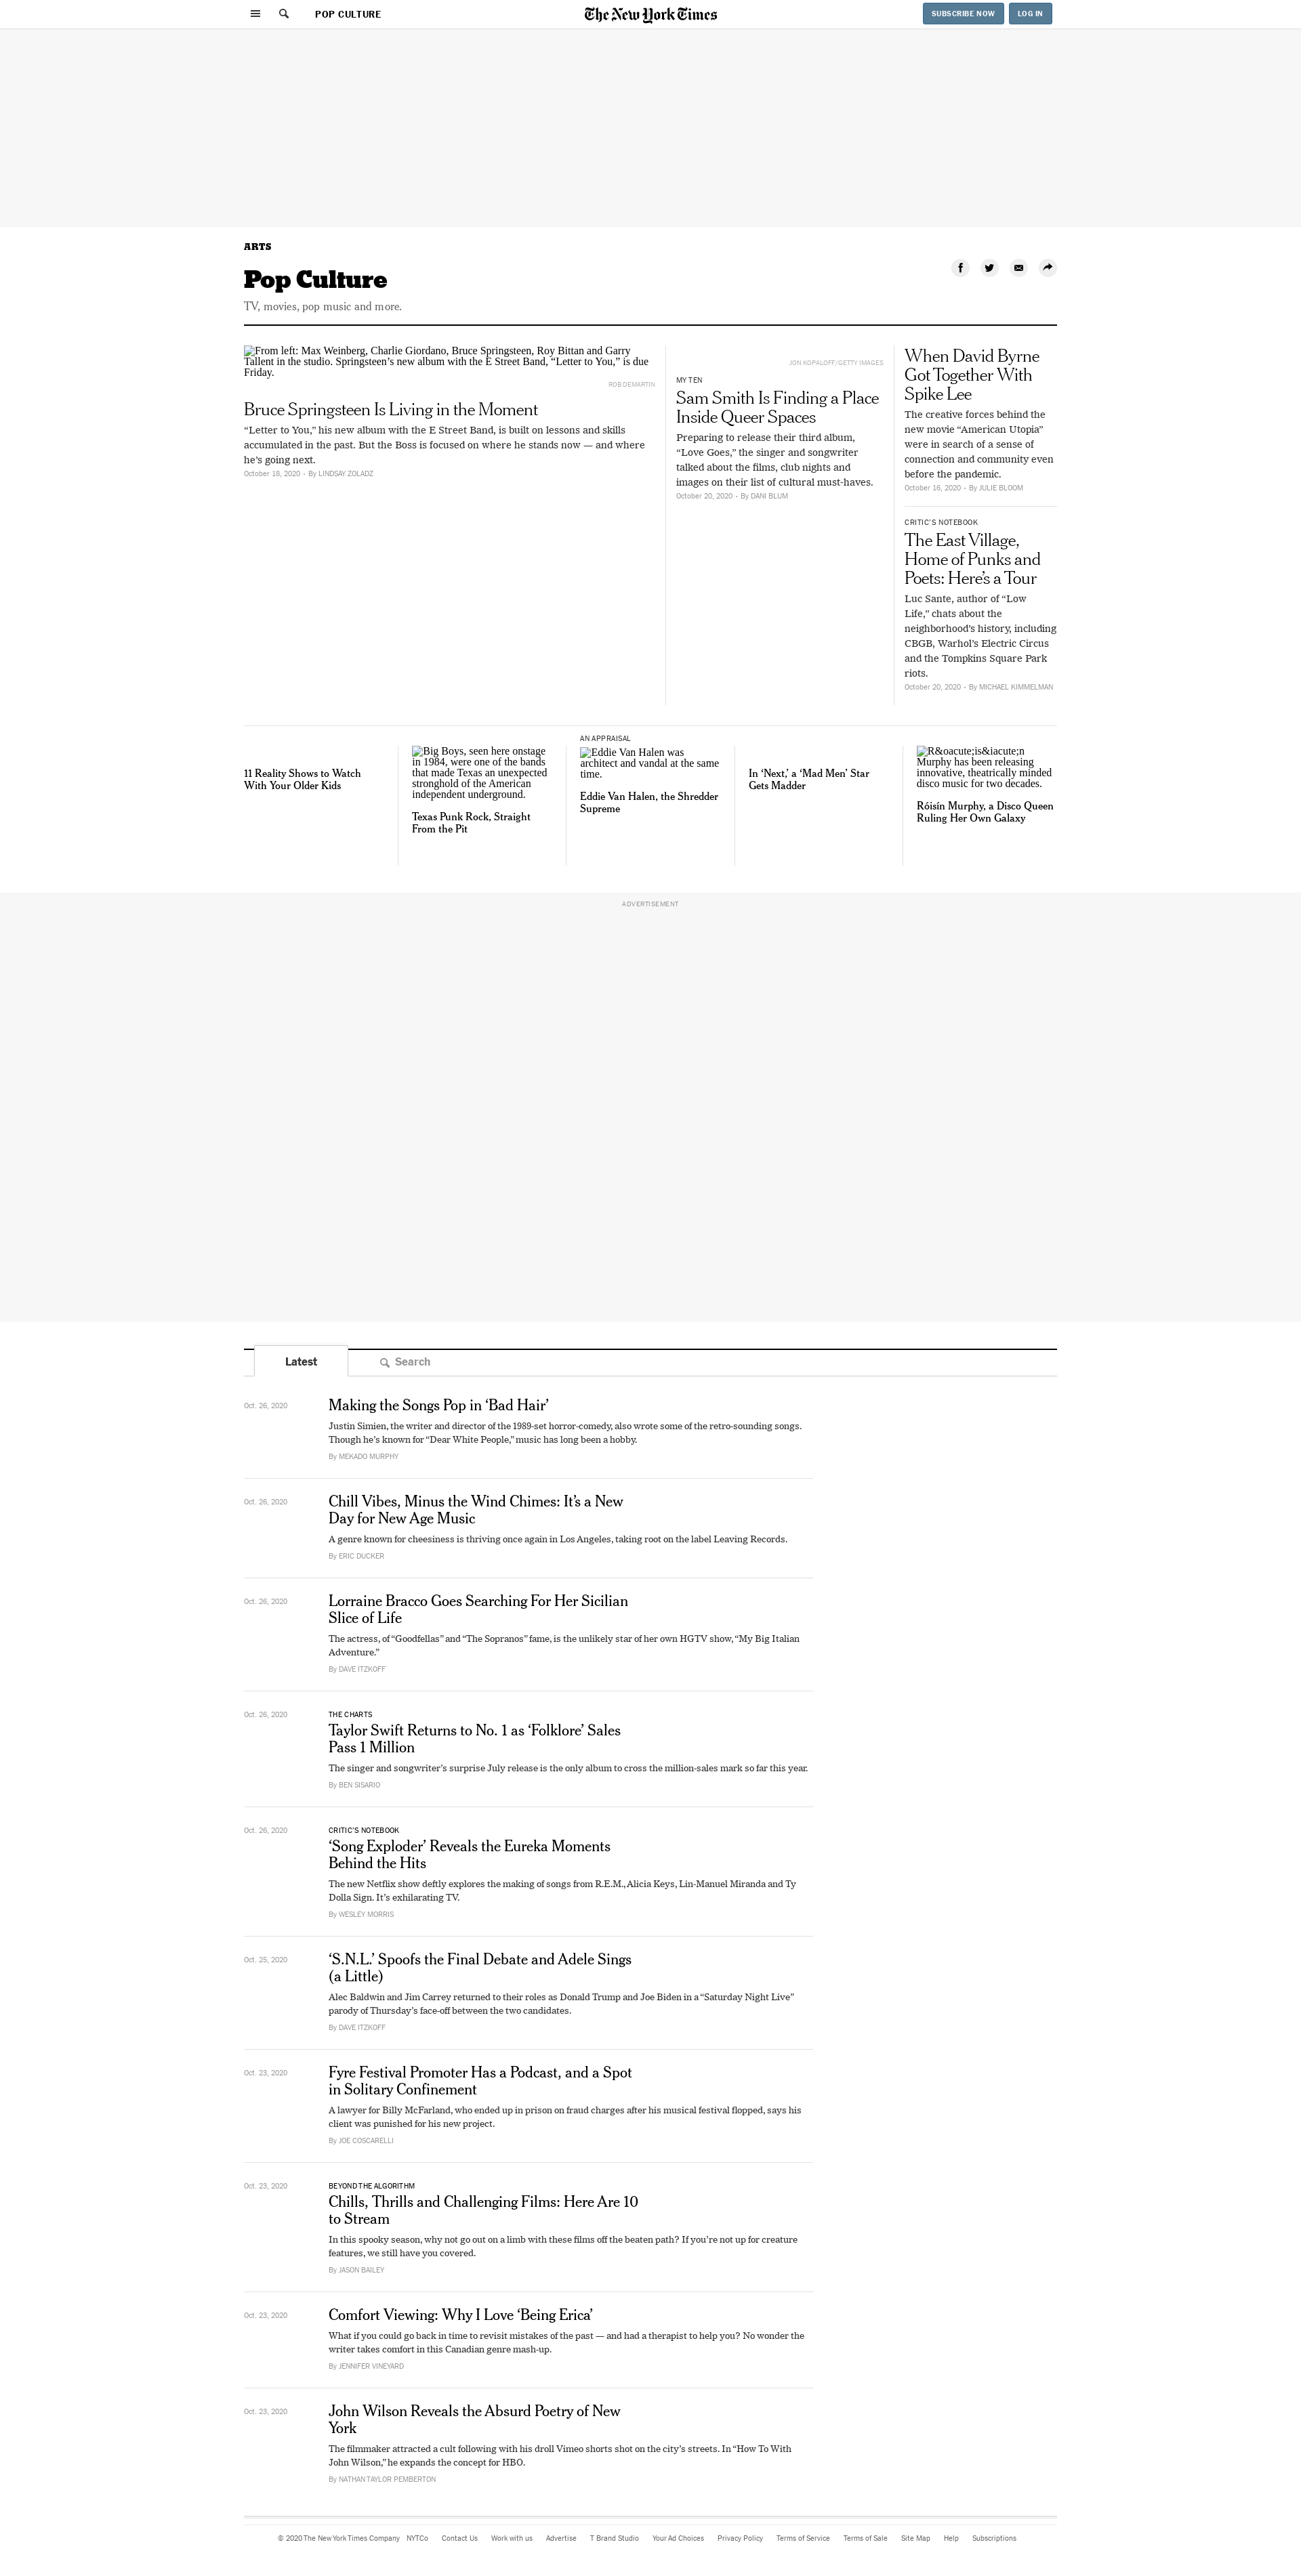 POP CULTURE
The New York Times
SUBSCRIBE NOW
LOG IN
ARTS
Pop Culture
TV, movies, pop music and more.
From left: Max Weinberg, Charlie Giordano, Bruce Springsteen, Roy Bittan and Garry
Tallent in the studio. Springsteen’s new album with the E Street Band, “Letter to You,” is due
Friday.
ROB DEMARTIN
Bruce Springsteen Is Living in the Moment
“Letter to You,” his new album with the E Street Band, is built on lessons and skills
accumulated in the past. But the Boss is focused on where he stands now — and where
he’s going next.
October 18, 2020 - By LINDSAY ZOLADZ
JON KOPALOFF/GETTY IMAGES
MY TEN
Sam Smith Is Finding a Place
Inside Queer Spaces
Preparing to release their third album,
“Love Goes,” the singer and songwriter
talked about the films, club nights and
images on their list of cultural must-haves.
October 20, 2020 - By DANI BLUM
When David Byrne
Got Together With
Spike Lee
The creative forces behind the
new movie “American Utopia”
were in search of a sense of
connection and community even
before the pandemic.
October 16, 2020 - By JULIE BLOOM
CRITIC’S NOTEBOOK
The East Village,
Home of Punks and
Poets: Here’s a Tour
Luc Sante, author of “Low
Life,” chats about the
neighborhood’s history, including
CBGB, Warhol’s Electric Circus
and the Tompkins Square Park
riots.
October 20, 2020 - By MICHAEL KIMMELMAN
11 Reality Shows to Watch
With Your Older Kids
Big Boys, seen here onstage
in 1984, were one of the bands
that made Texas an unexpected
stronghold of the American
independent underground.
Texas Punk Rock, Straight
From the Pit
AN APPRAISAL
Eddie Van Halen was
architect and vandal at the same
time.
Eddie Van Halen, the Shredder
Supreme
In ‘Next,’ a ‘Mad Men’ Star
Gets Madder
R&oacute;is&iacute;n
Murphy has been releasing
innovative, theatrically minded
disco music for two decades.
Róisín Murphy, a Disco Queen
Ruling Her Own Galaxy
ADVERTISEMENT
Latest
Search
Oct. 26, 2020
Making the Songs Pop in ‘Bad Hair’
Justin Simien, the writer and director of the 1989-set horror-comedy, also wrote some of the retro-sounding songs.
Though he’s known for “Dear White People,” music has long been a hobby.
By MEKADO MURPHY
Oct. 26, 2020
Chill Vibes, Minus the Wind Chimes: It’s a New
Day for New Age Music
A genre known for cheesiness is thriving once again in Los Angeles, taking root on the label Leaving Records.
By ERIC DUCKER
Oct. 26, 2020
Lorraine Bracco Goes Searching For Her Sicilian
Slice of Life
The actress, of “Goodfellas” and “The Sopranos” fame, is the unlikely star of her own HGTV show, “My Big Italian
Adventure.”
By DAVE ITZKOFF
Oct. 26, 2020
THE CHARTS
Taylor Swift Returns to No. 1 as ‘Folklore’ Sales
Pass 1 Million
The singer and songwriter’s surprise July release is the only album to cross the million-sales mark so far this year.
By BEN SISARIO
Oct. 26, 2020
CRITIC’S NOTEBOOK
‘Song Exploder’ Reveals the Eureka Moments
Behind the Hits
The new Netflix show deftly explores the making of songs from R.E.M., Alicia Keys, Lin-Manuel Miranda and Ty
Dolla Sign. It’s exhilarating TV.
By WESLEY MORRIS
Oct. 25, 2020
‘S.N.L.’ Spoofs the Final Debate and Adele Sings
(a Little)
Alec Baldwin and Jim Carrey returned to their roles as Donald Trump and Joe Biden in a “Saturday Night Live”
parody of Thursday’s face-off between the two candidates.
By DAVE ITZKOFF
Oct. 23, 2020
Fyre Festival Promoter Has a Podcast, and a Spot
in Solitary Confinement
A lawyer for Billy McFarland, who ended up in prison on fraud charges after his musical festival flopped, says his
client was punished for his new project.
By JOE COSCARELLI
Oct. 23, 2020
BEYOND THE ALGORITHM
Chills, Thrills and Challenging Films: Here Are 10
to Stream
In this spooky season, why not go out on a limb with these films off the beaten path? If you’re not up for creature
features, we still have you covered.
By JASON BAILEY
Oct. 23, 2020
Comfort Viewing: Why I Love ‘Being Erica’
What if you could go back in time to revisit mistakes of the past — and had a therapist to help you? No wonder the
writer takes comfort in this Canadian genre mash-up.
By JENNIFER VINEYARD
Oct. 23, 2020
John Wilson Reveals the Absurd Poetry of New
York
The filmmaker attracted a cult following with his droll Vimeo shorts shot on the city’s streets. In “How To With
John Wilson,” he expands the concept for HBO.
By NATHAN TAYLOR PEMBERTON
© 2020 The New York Times Company NYTCo Contact Us Work with us Advertise T Brand Studio Your Ad Choices Privacy Policy Terms of Service Terms of Sale Site Map Help Subscriptions